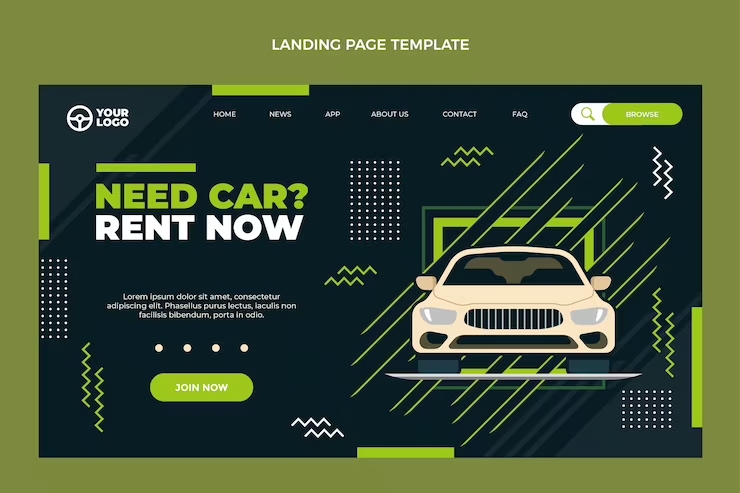 LANDING PAGE TEMPLATE
YOUR
LOGO
HOME
NEWS
APP
ABOUT US
CONTACT
FAQ
BROWSE
NEED CAR?
RENT NOW
Lorem ipsum dolor sit amet, consectetur
adipiscing elit. Phasellus purus lectus, iaculis non
facilisis bibendum, porta in odio.
JOIN NOW